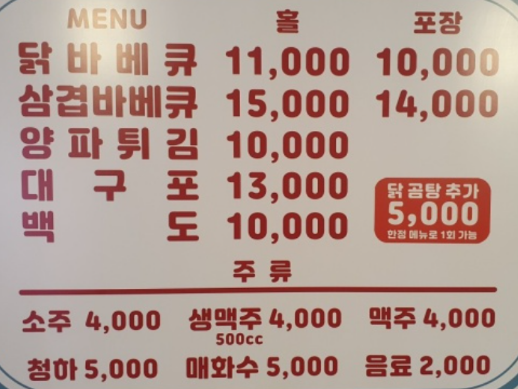 MENU 홀 포장
닭바베큐 11,000 10,000
삼겹바베큐 15,000 14,000
양파튀김 10,000
대구포 13,000
백도 10,000
닭곰탕 추가
5,000
안점 메뉴로 1회 가능
주류
소주 4,000 생맥주 4,000 맥주 4,000
500cc
청하 5,000 매화수 5,000 음료 2,000